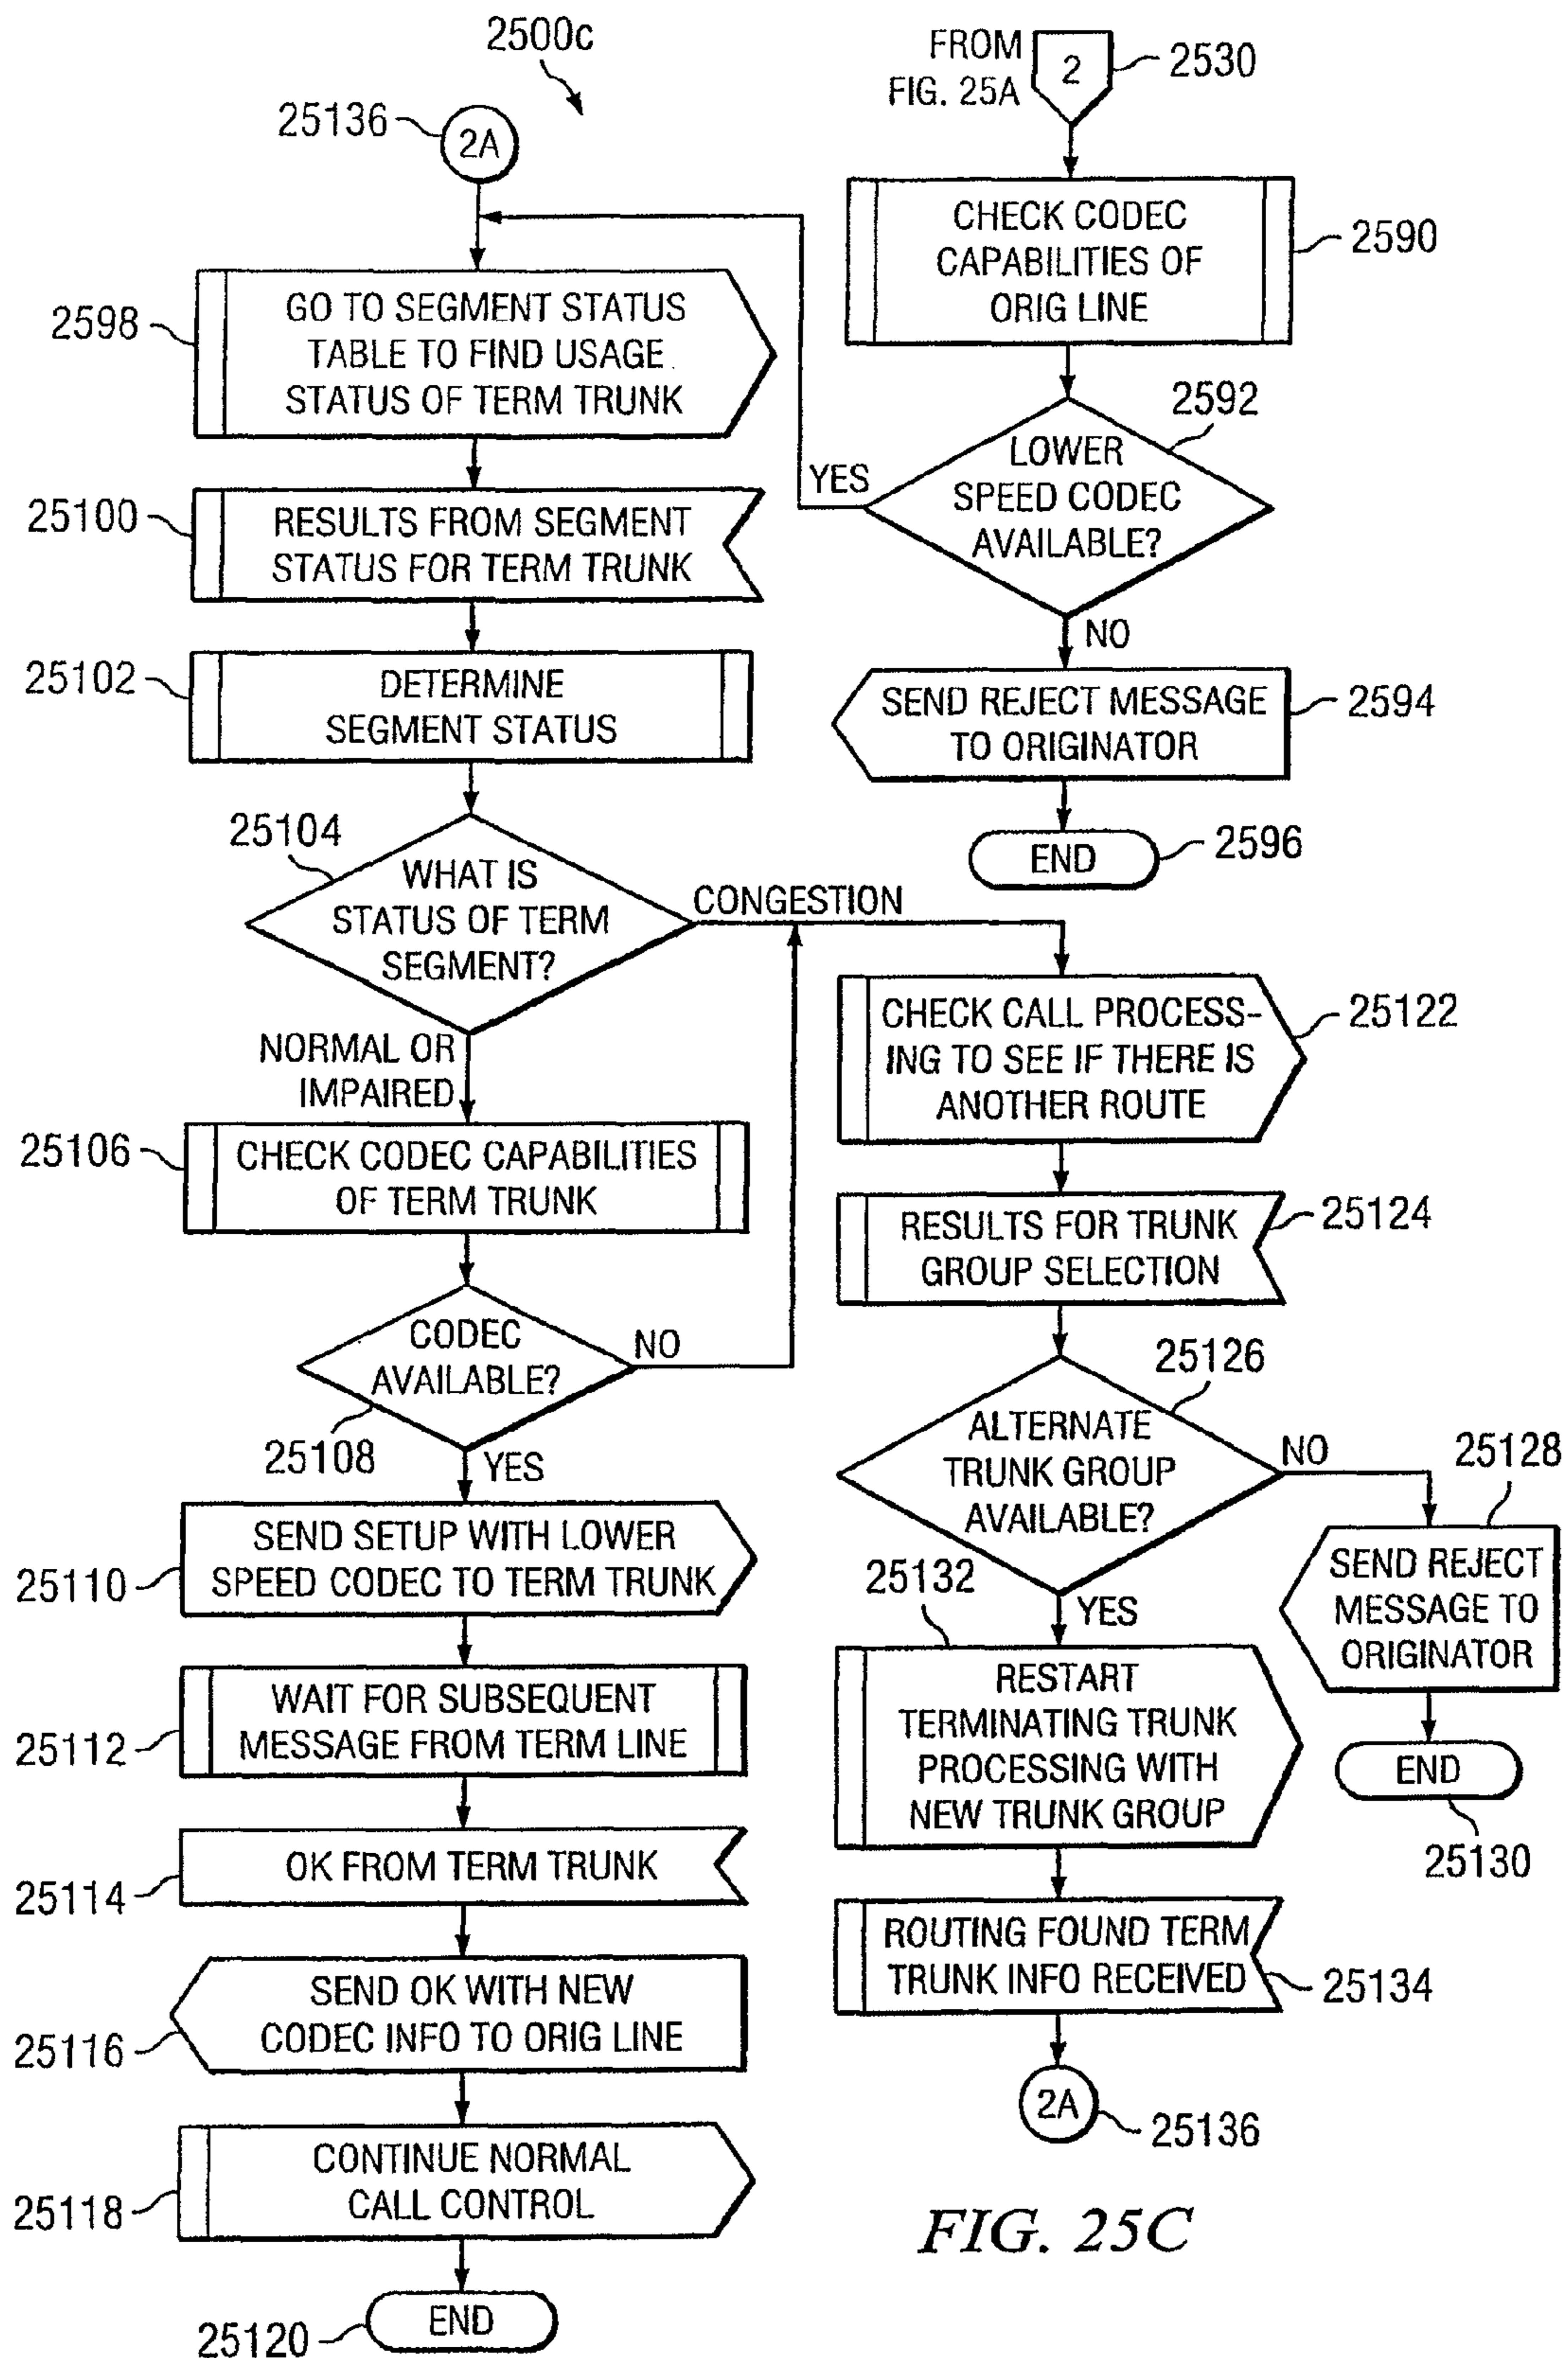 2500c
25136
2A
FROM
FIG. 25A
2
2530
CHECK CODEC
CAPABILITIES OF
ORIG LINE
2590
LOWER
SPEED CODEC
AVAILABLE?
2592
YES
NO
SEND REJECT MESSAGE
TO ORIGINATOR
2594
END
2596
GO TO SEGMENT STATUS
TABLE TO FIND USAGE
STATUS OF TERM TRUNK
2598
RESULTS FROM SEGMENT
STATUS FOR TERM TRUNK
25100
DETERMINE
SEGMENT STATUS
25102
25104
WHAT IS
STATUS OF TERM
SEGMENT?
CONGESTION
NORMAL OR
IMPAIRED
25106
CHECK CODEC CAPABILITIES
OF TERM TRUNK
CODEC
AVAILABLE?
NO
25108
YES
SEND SETUP WITH LOWER
SPEED CODEC TO TERM TRUNK
25110
WAIT FOR SUBSEQUENT
MESSAGE FROM TERM LINE
25112
OK FROM TERM TRUNK
25114
SEND OK WITH NEW
CODEC INFO TO ORIG LINE
25116
CONTINUE NORMAL
CALL CONTROL
25118
END
25120
CHECK CALL PROCESS-
ING TO SEE IF THERE IS
ANOTHER ROUTE
25122
RESULTS FOR TRUNK
GROUP SELECTION
25124
25126
ALTERNATE
TRUNK GROUP
AVAILABLE?
NO
25128
SEND REJECT
MESSAGE TO
ORIGINATOR
END
25130
YES
25132
RESTART
TERMINATING TRUNK
PROCESSING WITH
NEW TRUNK GROUP
ROUTING FOUND TERM
TRUNK INFO RECEIVED
25134
2A
25136
FIG. 25C